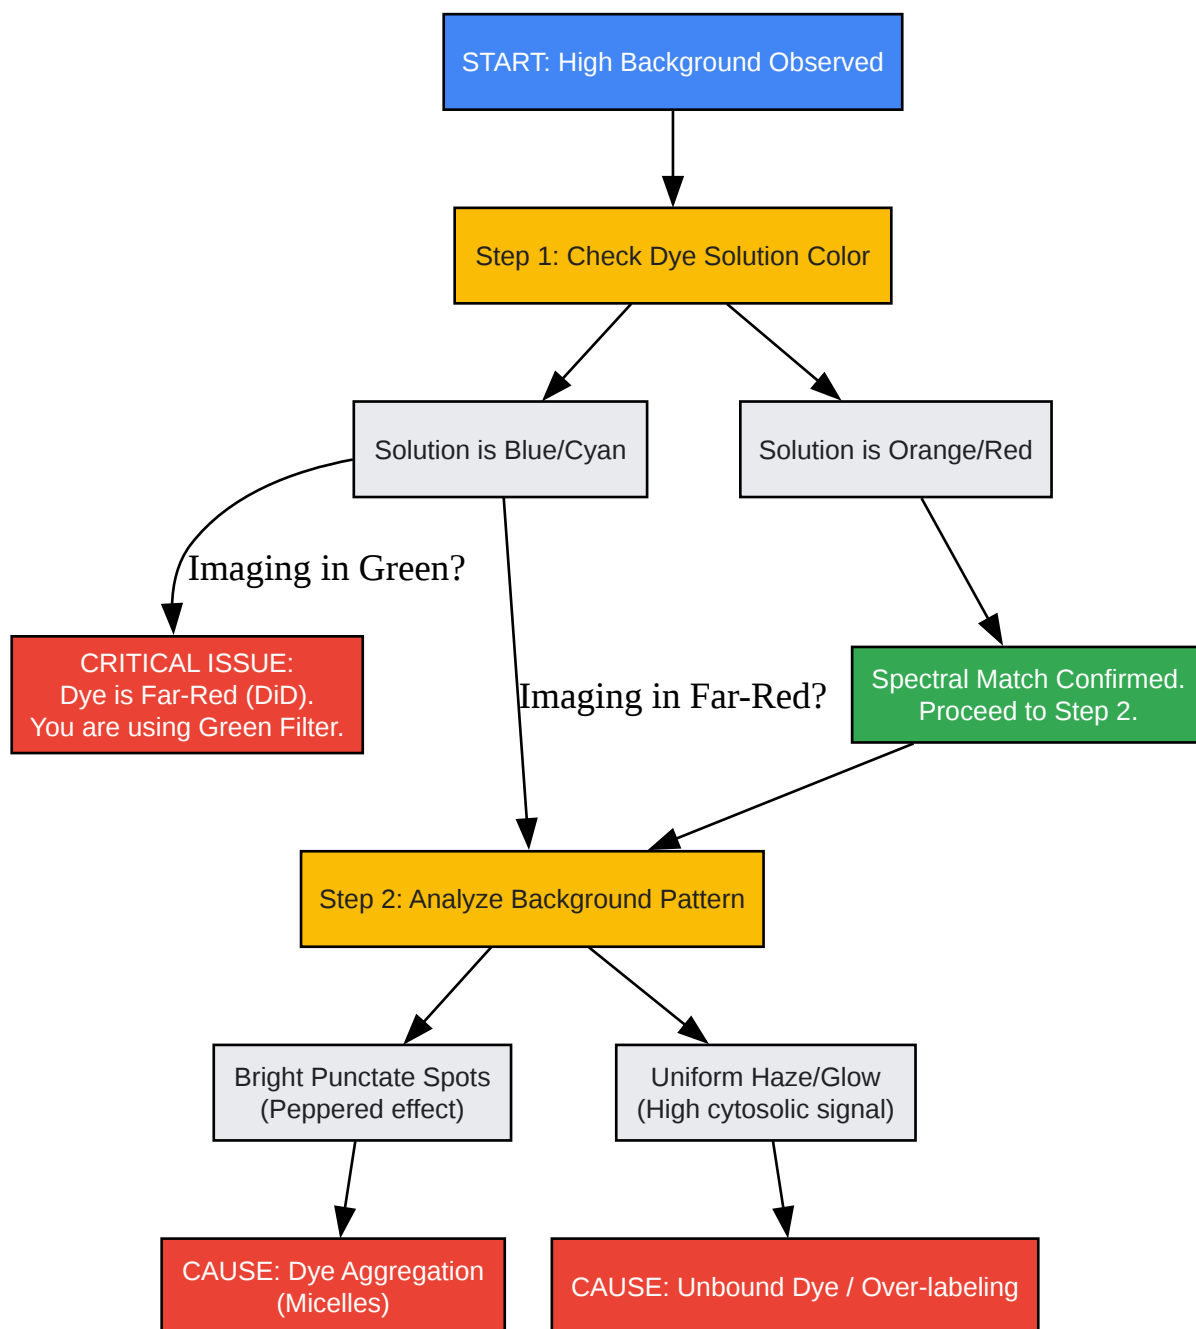 START: High Background Observed
Step 1: Check Dye Solution Color
Solution is Blue/Cyan
Solution is Orange/Red
Imaging in Green?
CRITICAL ISSUE:
Dye is Far-Red (DiD).
You are using Green Filter.
Imaging in Far-Red?
Spectral Match Confirmed.
Proceed to Step 2.
Step 2: Analyze Background Pattern
Bright Punctate Spots
(Peppered effect)
Uniform Haze/Glow
(High cytosolic signal)
CAUSE: Dye Aggregation
(Micelles)
CAUSE: Unbound Dye / Over-labeling